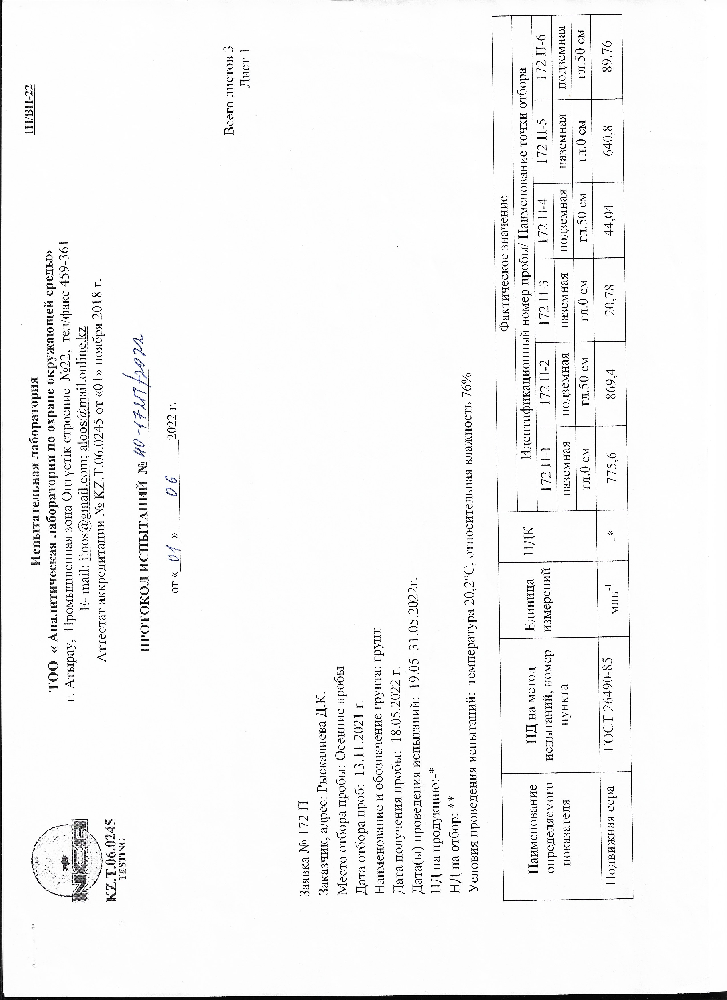 1П/ВП-22
NCA
KZ.T.06.0245
TESTING
Испытательная лаборатория
ТОО « Аналитическая лаборатория по охране окружающей среды»
г. Атырау, Промышленная зона Онтүстік строение №22, тел/факс 459-361
E- mail: iloos@gmail.com; aloos@mail.online.kz
Аттестат аккредитации № KZ.T.06.0245 от «01» ноября 2018 г.
ПРОТОКОЛ ИСПЫТАНИЙ № 40-172П/2022
от « 01 » 06 2022 г.
Всего листов 3
Лист 1
Заявка № 172 П
Заказчик, адрес: Рыскалиева Д.К.
Место отбора пробы: Осенние пробы
Дата отбора проб: 13.11.2021 г.
Наименование и обозначение грунта: грунт
Дата получения пробы: 18.05.2022 г.
Дата(ы) проведения испытаний: 19.05–31.05.2022г.
НД на продукцию:-*
НД на отбор: **
Условия проведения испытаний: температура 20,2°С, относительная влажность 76%
Наименование определяемого показателя
НД на метод испытаний, номер пункта
Единица измерений
ПДК
Фактическое значение
Идентификационный номер пробы/ Наименование точки отбора
172 П-1 172 П-2 172 П-3 172 П-4 172 П-5 172 П-6
наземная подземная наземная подземная наземная подземная
гл.0 см гл.50 см гл.0 см гл.50 см гл.0 см гл.50 см
Подвижная сера ГОСТ 26490-85 млн⁻¹ -* 775,6 869,4 20,78 44,04 640,8 89,76